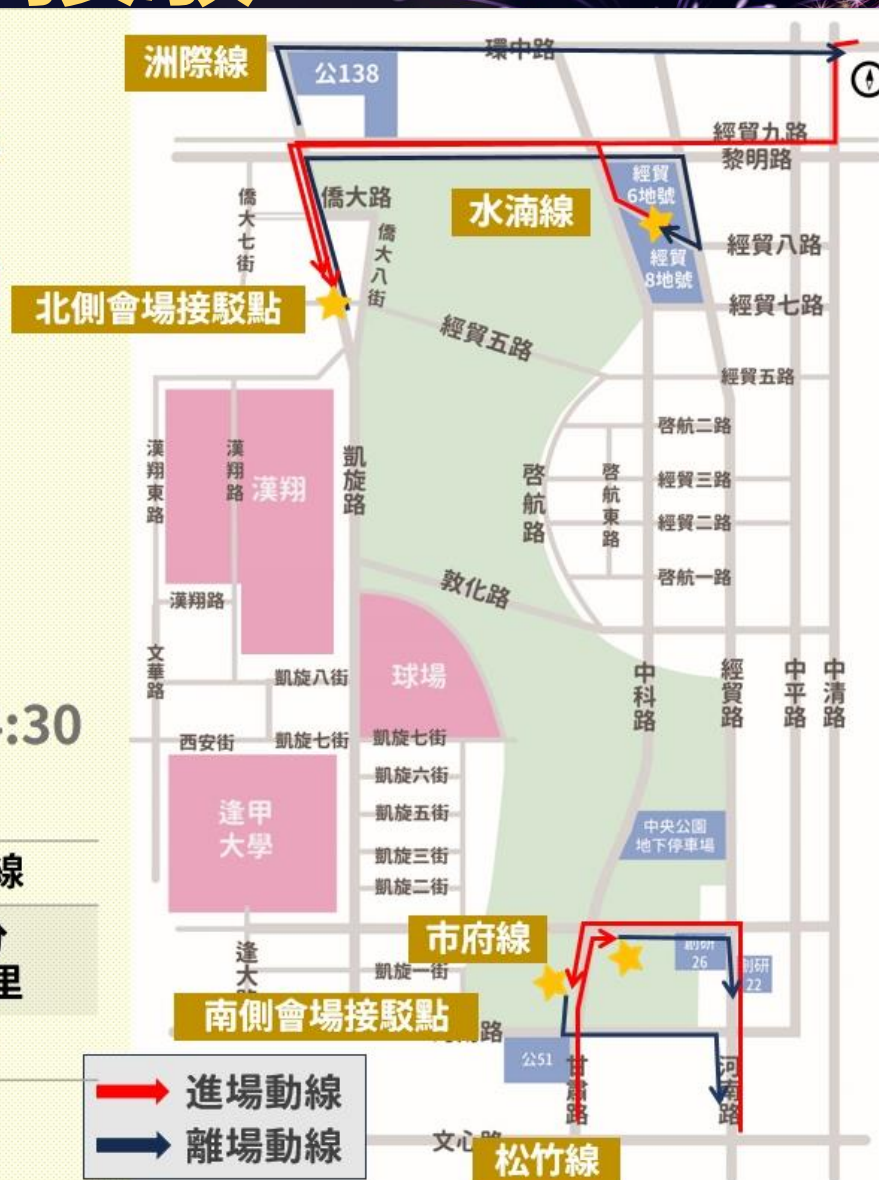 洲際線
公138
環中路
經貿九路
黎明路
僑大路
水湳線
經貿
6地號
僑大七街
僑大八街
經貿八路
經貿
8地號
北側會場接駁點
經貿七路
經貿五路
經貿五路
啓航二路
漢翔東路
漢翔路
漢翔
凱旋路
啓航路
啓航東路
經貿三路
經貿二路
敦化路
啓航一路
漢翔路
文華路
凱旋八街
球場
中科路
經貿路
中平路
中清路
:30
西安街
凱旋七街
凱旋七街
凱旋六街
逢甲
大學
凱旋五街
中央公園
地下停車場
凱旋三街
線
凱旋二街
市府線
創研
26
里
逢大
凱旋一街
創研
22
南側會場接駁點
路
公51
甘肅路
河南路
進場動線
離場動線
文心
松竹線